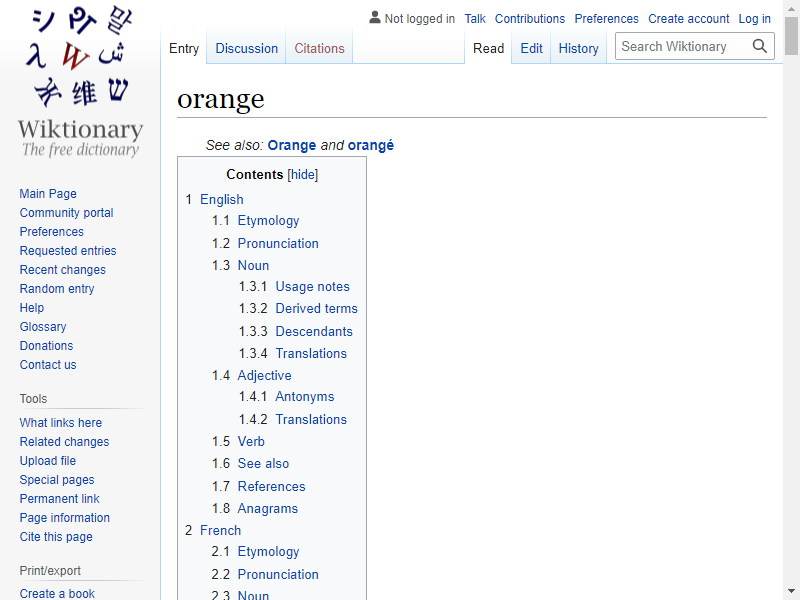 Not logged in Talk Contributions Preferences Create account Log in
Entry Discussion Citations Read Edit History Search Wiktionary
シ 말
λ W ش
维 ש
Wiktionary
The free dictionary
Main Page
Community portal
Preferences
Requested entries
Recent changes
Random entry
Help
Glossary
Donations
Contact us
Tools
What links here
Related changes
Upload file
Special pages
Permanent link
Page information
Cite this page
Print/export
Create a book
orange
See also: Orange and orangé
Contents [hide]
1 English
1.1 Etymology
1.2 Pronunciation
1.3 Noun
1.3.1 Usage notes
1.3.2 Derived terms
1.3.3 Descendants
1.3.4 Translations
1.4 Adjective
1.4.1 Antonyms
1.4.2 Translations
1.5 Verb
1.6 See also
1.7 References
1.8 Anagrams
2 French
2.1 Etymology
2.2 Pronunciation
2.3 Noun